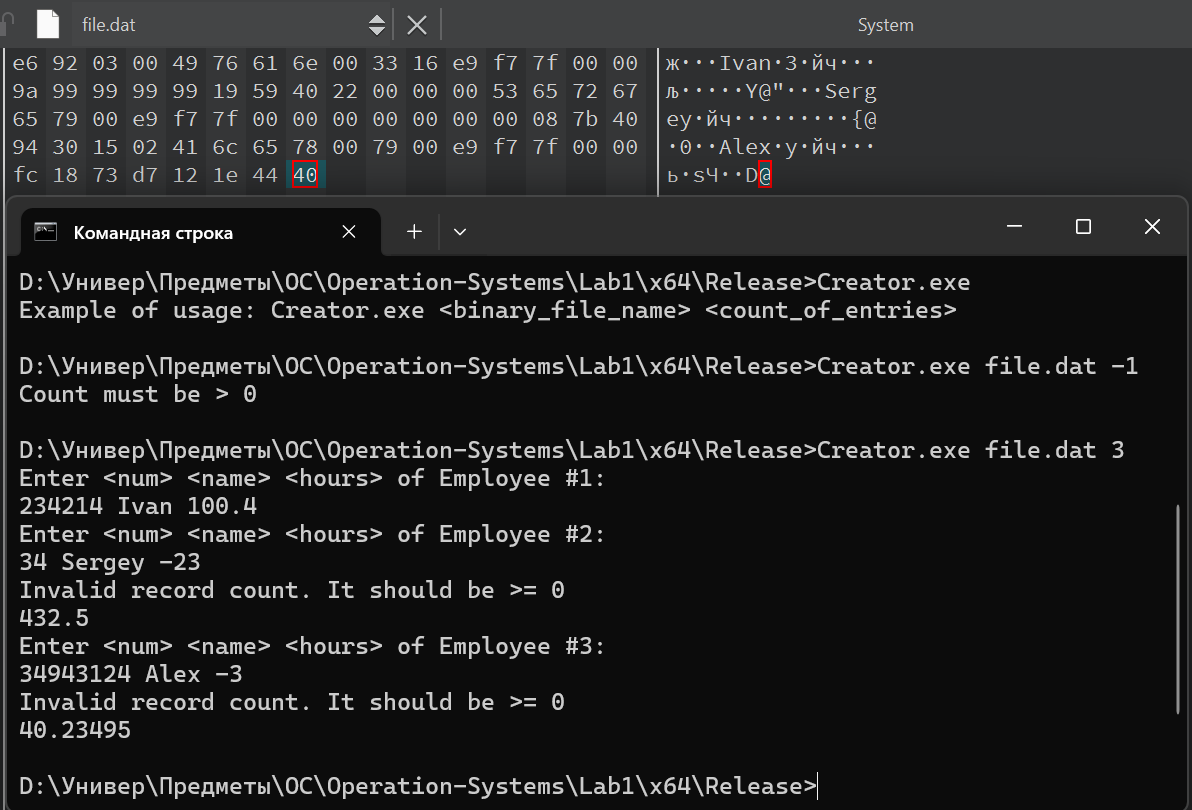 file.dat
System
e6 92 03 00 49 76 61 6e 00 33 16 e9 f7 7f 00 00 ж···Ivan·3·йч···
9a 99 99 99 99 19 59 40 22 00 00 00 53 65 72 67 љ·····Y@"···Serg
65 79 00 e9 f7 7f 00 00 00 00 00 00 00 08 7b 40 ey·йч·········{@
94 30 15 02 41 6c 65 78 00 79 00 e9 f7 7f 00 00 ·0··Alex·y·йч···
fc 18 73 d7 12 1e 44 40 ь·sЧ··D@
Командная строка
D:\Универ\Предметы\ОС\Operation-Systems\Lab1\x64\Release>Creator.exe
Example of usage: Creator.exe <binary_file_name> <count_of_entries>
D:\Универ\Предметы\ОС\Operation-Systems\Lab1\x64\Release>Creator.exe file.dat -1
Count must be > 0
D:\Универ\Предметы\ОС\Operation-Systems\Lab1\x64\Release>Creator.exe file.dat 3
Enter <num> <name> <hours> of Employee #1:
234214 Ivan 100.4
Enter <num> <name> <hours> of Employee #2:
34 Sergey -23
Invalid record count. It should be >= 0
432.5
Enter <num> <name> <hours> of Employee #3:
34943124 Alex -3
Invalid record count. It should be >= 0
40.23495
D:\Универ\Предметы\ОС\Operation-Systems\Lab1\x64\Release>